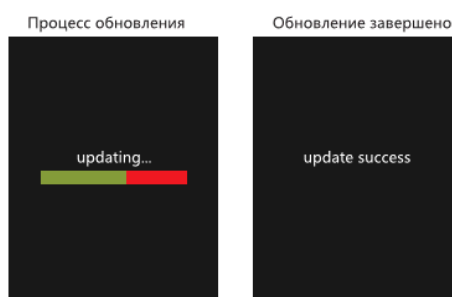 Процесс обновления
Обновление завершено
updating...
update success